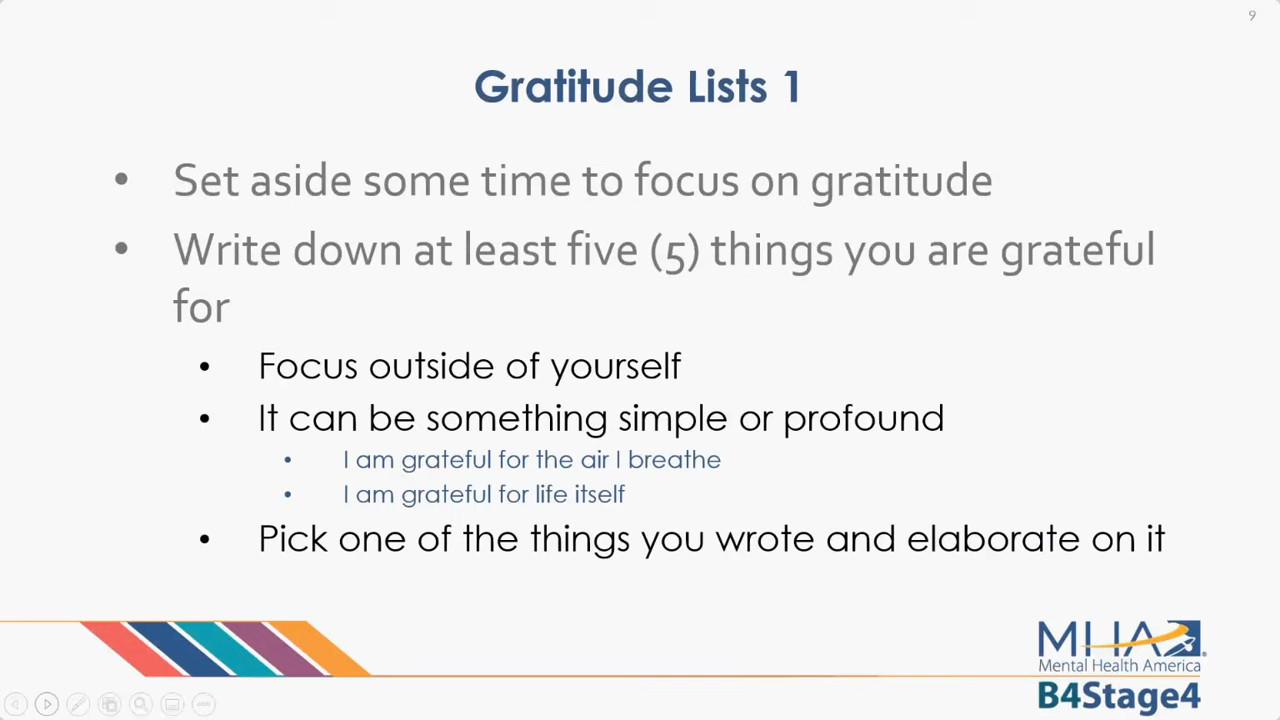 9
Gratitude Lists 1
• Set aside some time to focus on gratitude
• Write down at least five (5) things you are grateful
for
• Focus outside of yourself
• It can be something simple or profound
• I am grateful for the air I breathe
• I am grateful for life itself
• Pick one of the things you wrote and elaborate on it
MHA®
Mental Health America
B4Stage4